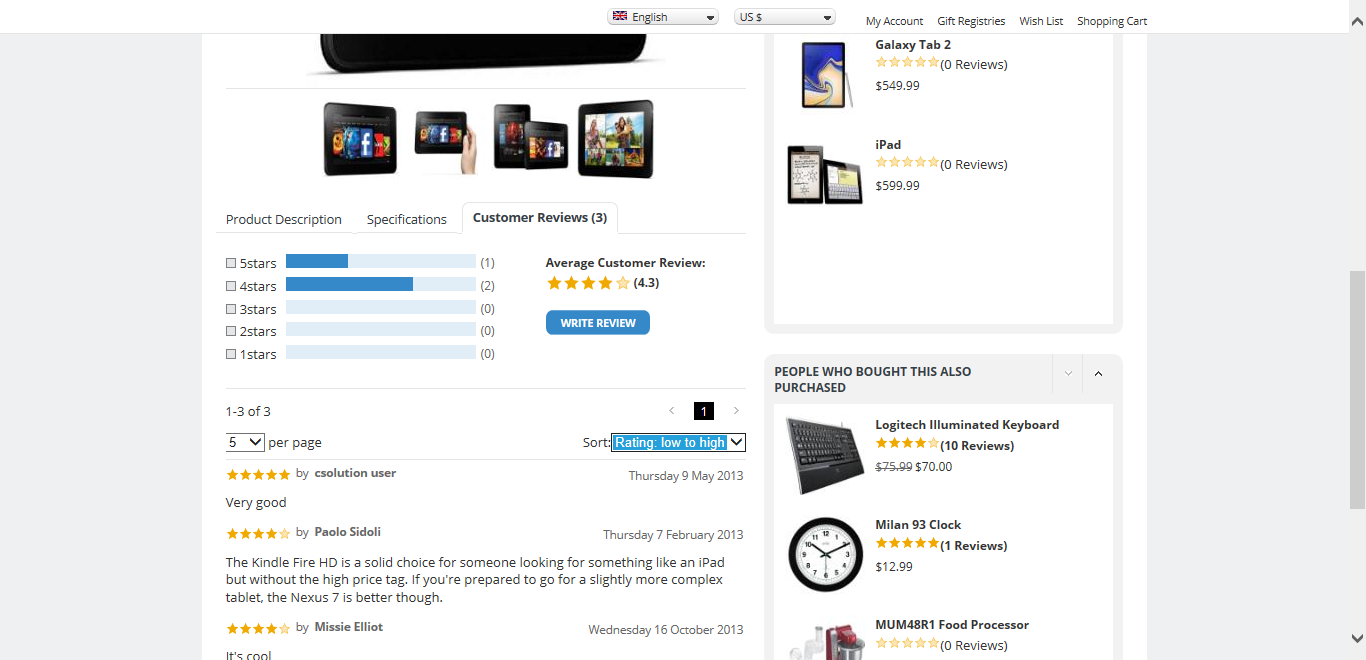 English
US $
My Account
Gift Registries
Wish List
Shopping Cart
Galaxy Tab 2
(0 Reviews)
$549.99
iPad
(0 Reviews)
$599.99
Product Description
Specifications
Customer Reviews (3)
5stars (1)
4stars (2)
3stars (0)
2stars (0)
1stars (0)
Average Customer Review:
(4.3)
WRITE REVIEW
1-3 of 3
1
5 per page
Sort: Rating: low to high
by csolution user
Thursday 9 May 2013
Very good
by Paolo Sidoli
Thursday 7 February 2013
The Kindle Fire HD is a solid choice for someone looking for something like an iPad
but without the high price tag. If you're prepared to go for a slightly more complex
tablet, the Nexus 7 is better though.
by Missie Elliot
Wednesday 16 October 2013
It's cool
PEOPLE WHO BOUGHT THIS ALSO
PURCHASED
Logitech Illuminated Keyboard
(10 Reviews)
$75.99 $70.00
Milan 93 Clock
(1 Reviews)
$12.99
MUM48R1 Food Processor
(0 Reviews)